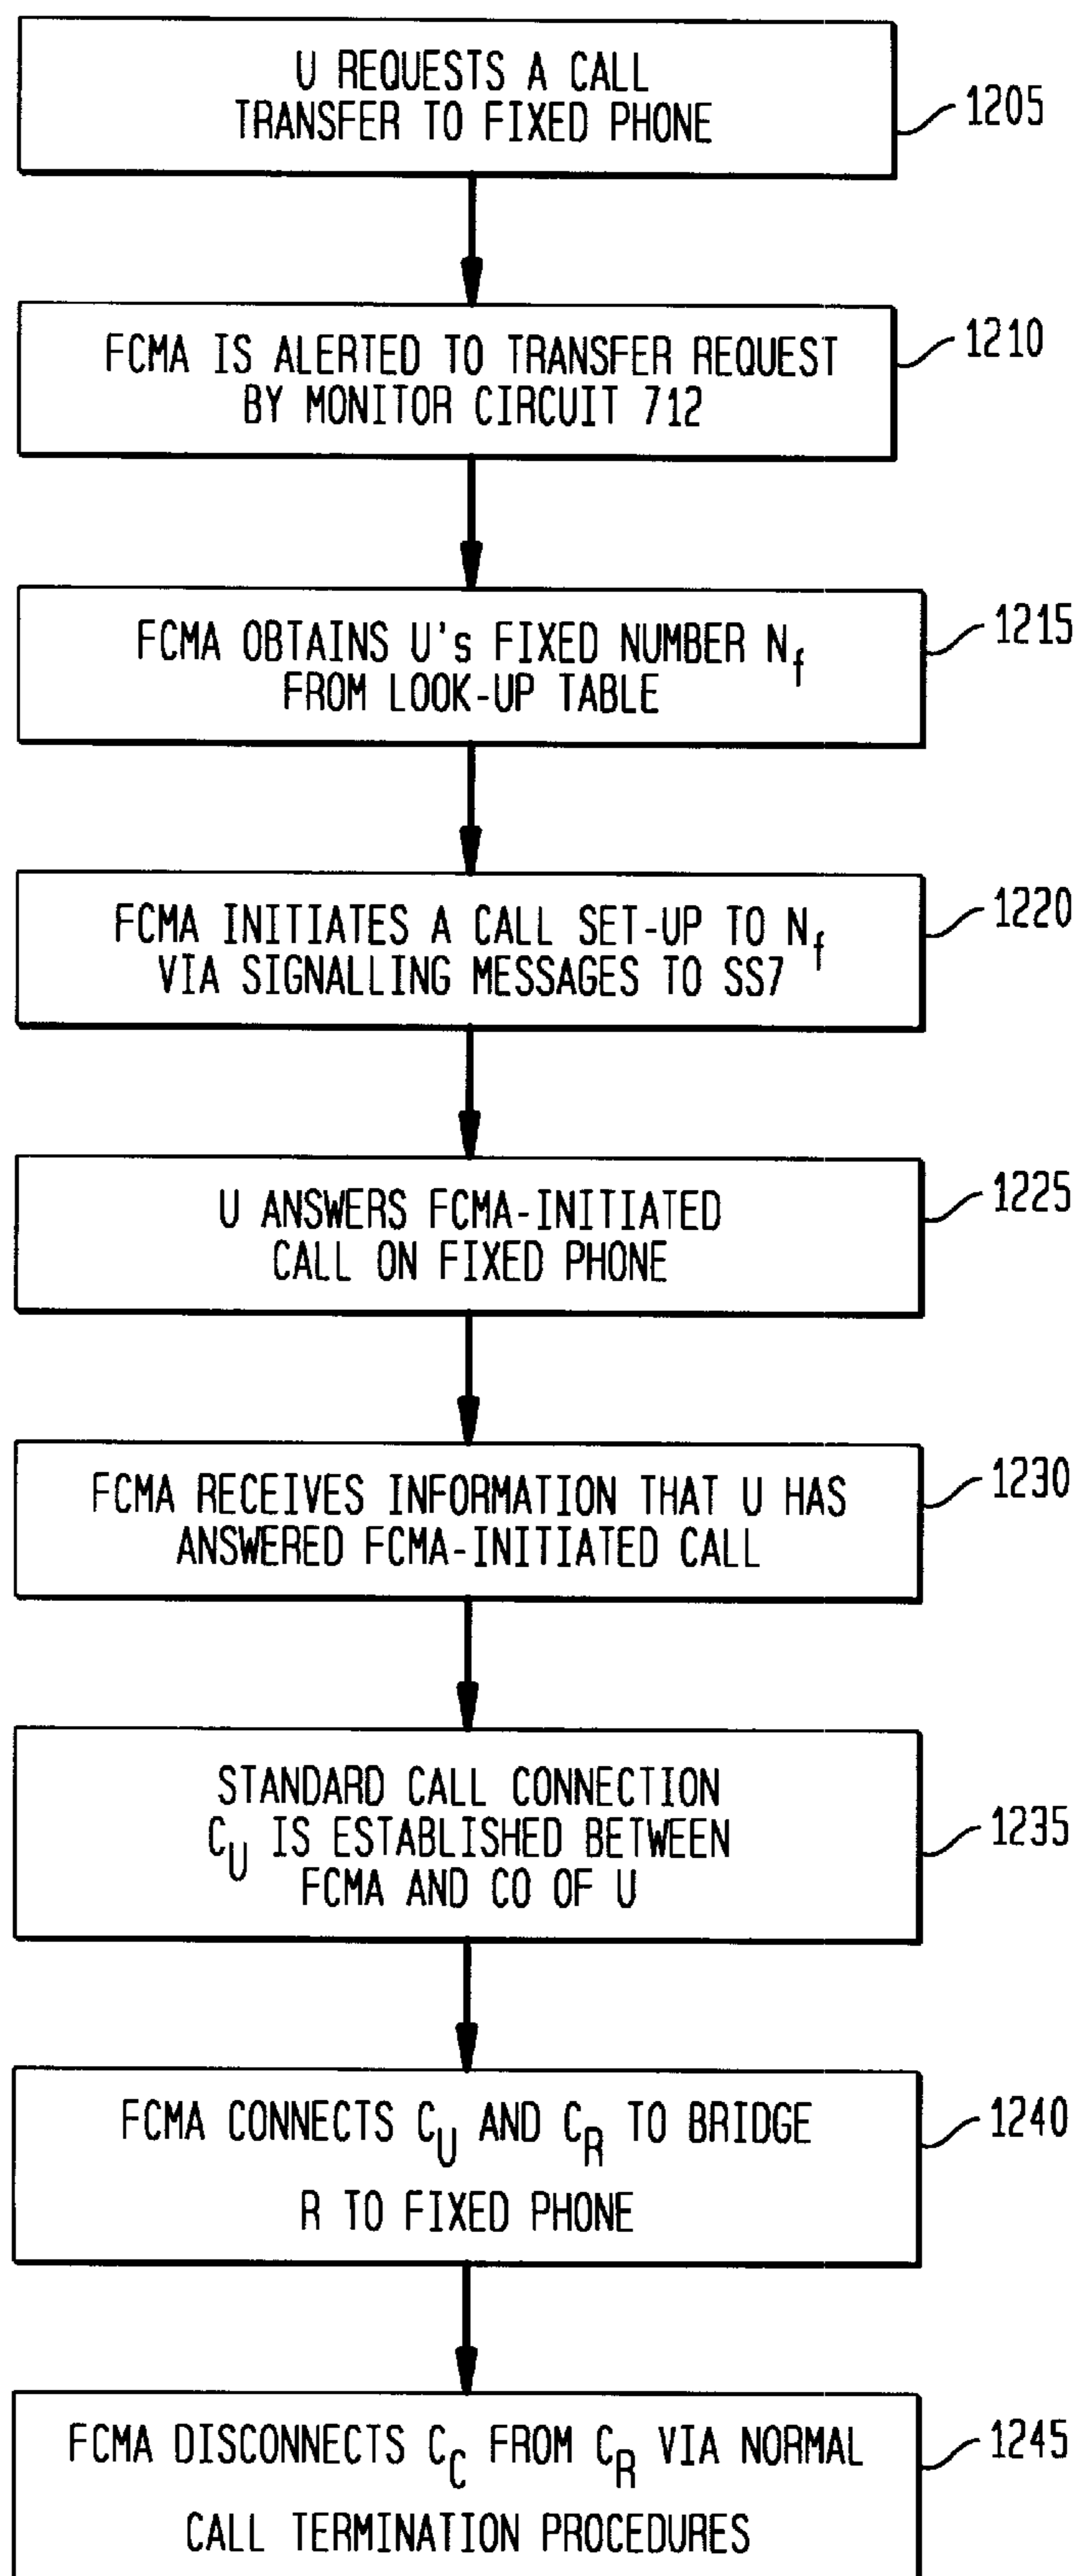 U REQUESTS A CALL
TRANSFER TO FIXED PHONE
1205
FCMA IS ALERTED TO TRANSFER REQUEST
BY MONITOR CIRCUIT 712
1210
FCMA OBTAINS U's FIXED NUMBER Nf
FROM LOOK-UP TABLE
1215
FCMA INITIATES A CALL SET-UP TO Nf
VIA SIGNALLING MESSAGES TO SS7
1220
U ANSWERS FCMA-INITIATED
CALL ON FIXED PHONE
1225
FCMA RECEIVES INFORMATION THAT U HAS
ANSWERED FCMA-INITIATED CALL
1230
STANDARD CALL CONNECTION
CU IS ESTABLISHED BETWEEN
FCMA AND CO OF U
1235
FCMA CONNECTS CU AND CR TO BRIDGE
R TO FIXED PHONE
1240
FCMA DISCONNECTS CC FROM CR VIA NORMAL
CALL TERMINATION PROCEDURES
1245